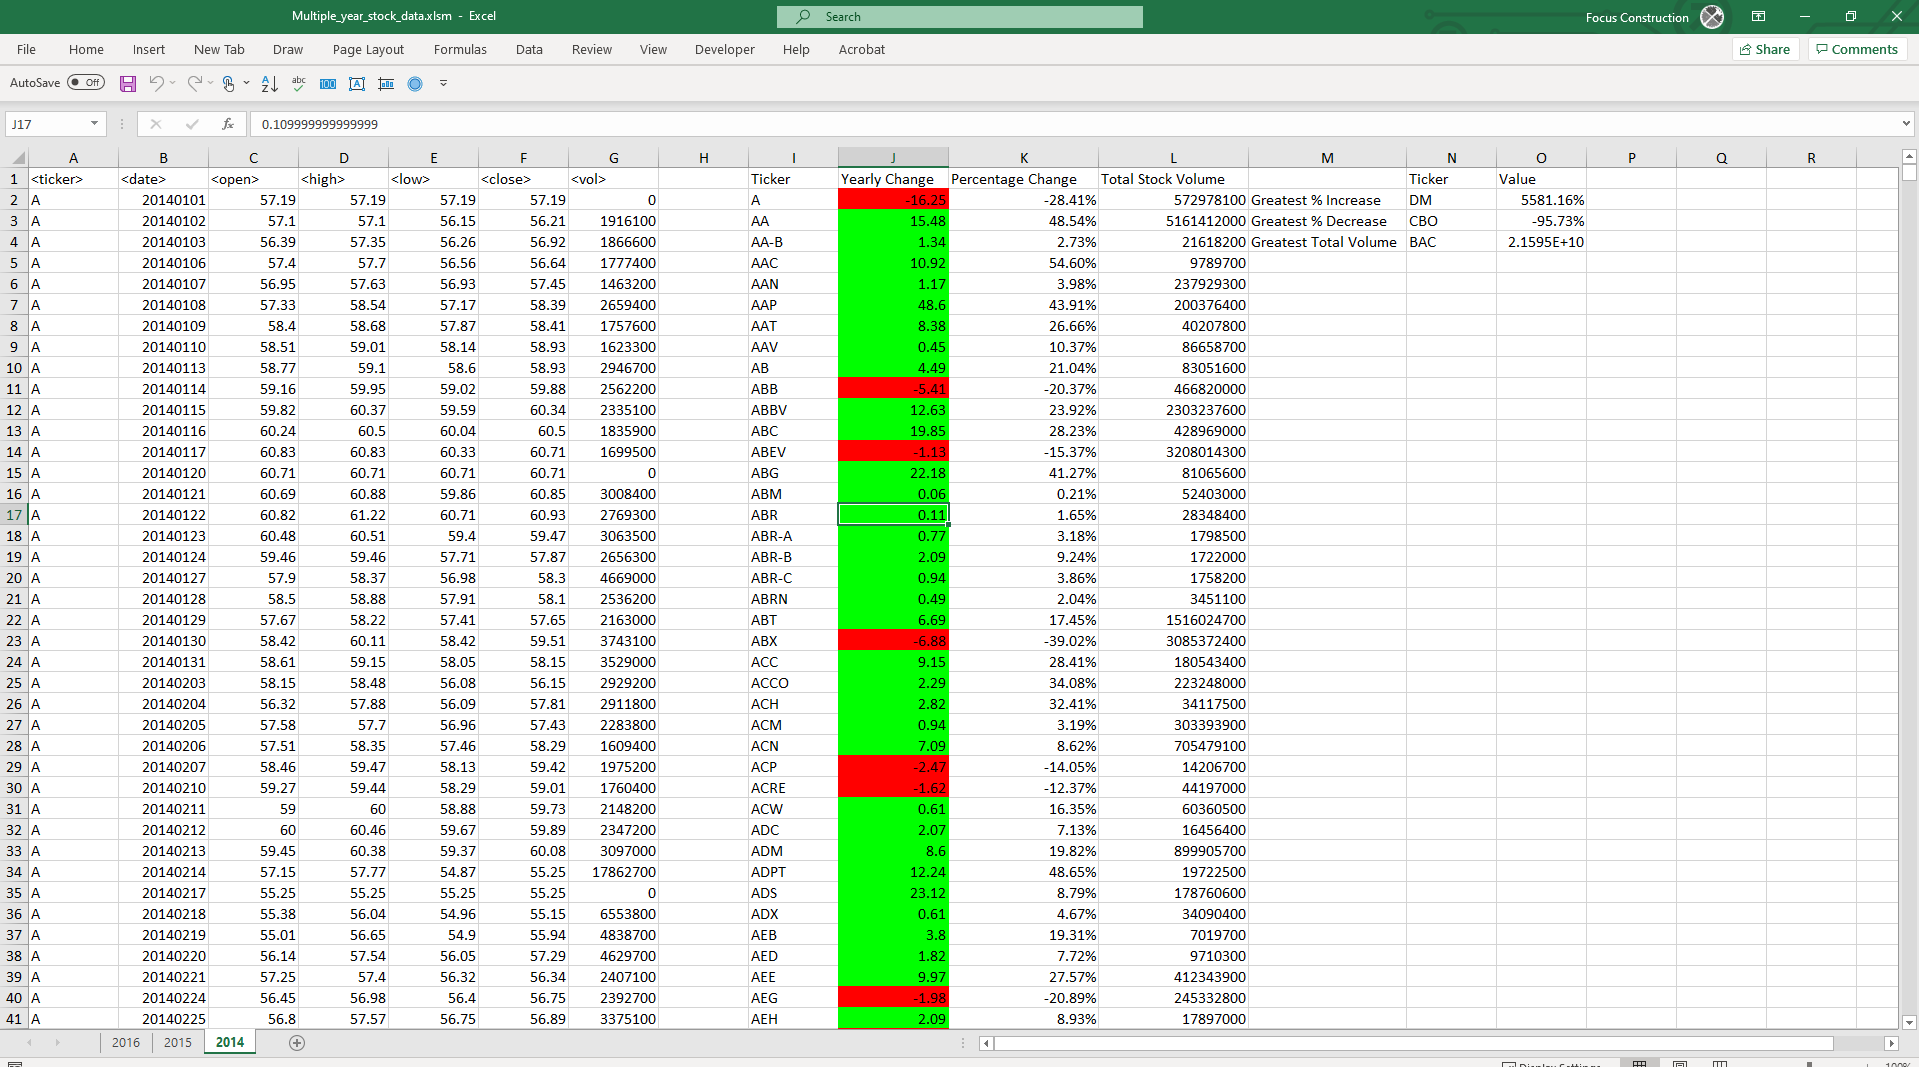 Multiple_year_stock_data.xlsm - Excel
Search
Focus Construction
File Home Insert New Tab Draw Page Layout Formulas Data Review View Developer Help Acrobat
Share Comments
AutoSave Off
J17 fx 0.109999999999999
A B C D E F G H I J K L M N O P Q R
1 <ticker> <date> <open> <high> <low> <close> <vol> Ticker Yearly Change Percentage Change Total Stock Volume Ticker Value
2 A 20140101 57.19 57.19 57.19 57.19 0 A -16.25 -28.41% 572978100 Greatest % Increase DM 5581.16%
3 A 20140102 57.1 57.1 56.15 56.21 1916100 AA 15.48 48.54% 5161412000 Greatest % Decrease CBO -95.73%
4 A 20140103 56.39 57.35 56.26 56.92 1866600 AA-B 1.34 2.73% 21618200 Greatest Total Volume BAC 2.1595E+10
5 A 20140106 57.4 57.7 56.56 56.64 1777400 AAC 10.92 54.60% 9789700
6 A 20140107 56.95 57.63 56.93 57.45 1463200 AAN 1.17 3.98% 237929300
7 A 20140108 57.33 58.54 57.17 58.39 2659400 AAP 48.6 43.91% 200376400
8 A 20140109 58.4 58.68 57.87 58.41 1757600 AAT 8.38 26.66% 40207800
9 A 20140110 58.51 59.01 58.14 58.93 1623300 AAV 0.45 10.37% 86658700
10 A 20140113 58.77 59.1 58.6 58.93 2946700 AB 4.49 21.04% 83051600
11 A 20140114 59.16 59.95 59.02 59.88 2562200 ABB -5.41 -20.37% 466820000
12 A 20140115 59.82 60.37 59.59 60.34 2335100 ABBV 12.63 23.92% 2303237600
13 A 20140116 60.24 60.5 60.04 60.5 1835900 ABC 19.85 28.23% 428969000
14 A 20140117 60.83 60.83 60.33 60.71 1699500 ABEV -1.13 -15.37% 3208014300
15 A 20140120 60.71 60.71 60.71 60.71 0 ABG 22.18 41.27% 81065600
16 A 20140121 60.69 60.88 59.86 60.85 3008400 ABM 0.06 0.21% 52403000
17 A 20140122 60.82 61.22 60.71 60.93 2769300 ABR 0.11 1.65% 28348400
18 A 20140123 60.48 60.51 59.4 59.47 3063500 ABR-A 0.77 3.18% 1798500
19 A 20140124 59.46 59.46 57.71 57.87 2656300 ABR-B 2.09 9.24% 1722000
20 A 20140127 57.9 58.37 56.98 58.3 4669000 ABR-C 0.94 3.86% 1758200
21 A 20140128 58.5 58.88 57.91 58.1 2536200 ABRN 0.49 2.04% 3451100
22 A 20140129 57.67 58.22 57.41 57.65 2163000 ABT 6.69 17.45% 1516024700
23 A 20140130 58.42 60.11 58.42 59.51 3743100 ABX -6.88 -39.02% 3085372400
24 A 20140131 58.61 59.15 58.05 58.15 3529000 ACC 9.15 28.41% 180543400
25 A 20140203 58.15 58.48 56.08 56.15 2929200 ACCO 2.29 34.08% 223248000
26 A 20140204 56.32 57.88 56.09 57.81 2911800 ACH 2.82 32.41% 34117500
27 A 20140205 57.58 57.7 56.96 57.43 2283800 ACM 0.94 3.19% 303393900
28 A 20140206 57.51 58.35 57.46 58.29 1609400 ACN 7.09 8.62% 705479100
29 A 20140207 58.46 59.47 58.13 59.42 1975200 ACP -2.47 -14.05% 14206700
30 A 20140210 59.27 59.44 58.29 59.01 1760400 ACRE -1.62 -12.37% 44197000
31 A 20140211 59 60 58.88 59.73 2148200 ACW 0.61 16.35% 60360500
32 A 20140212 60 60.46 59.67 59.89 2347200 ADC 2.07 7.13% 16456400
33 A 20140213 59.45 60.38 59.37 60.08 3097000 ADM 8.6 19.82% 899905700
34 A 20140214 57.15 57.77 54.87 55.25 17862700 ADPT 12.24 48.65% 19722500
35 A 20140217 55.25 55.25 55.25 55.25 0 ADS 23.12 8.79% 178760600
36 A 20140218 55.38 56.04 54.96 55.15 6553800 ADX 0.61 4.67% 34090400
37 A 20140219 55.01 56.65 54.9 55.94 4838700 AEB 3.8 19.31% 7019700
38 A 20140220 56.14 57.54 56.05 57.29 4629700 AED 1.82 7.72% 9710300
39 A 20140221 57.25 57.4 56.32 56.34 2407100 AEE 9.97 27.57% 412343900
40 A 20140224 56.45 56.98 56.4 56.75 2392700 AEG -1.98 -20.89% 245332800
41 A 20140225 56.8 57.57 56.75 56.89 3375100 AEH 2.09 8.93% 17897000
2016 2015 2014
Display Settings 100%